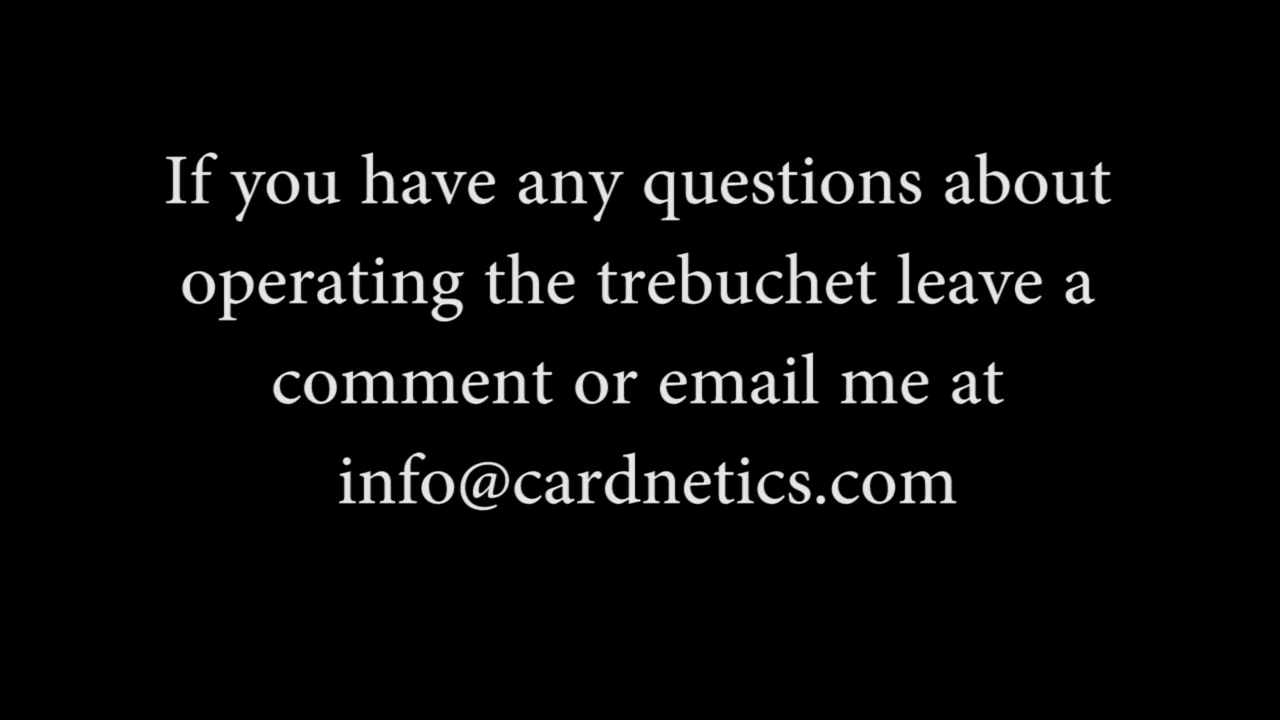 If you have any questions about
operating the trebuchet leave a
comment or email me at
info@cardnetics.com